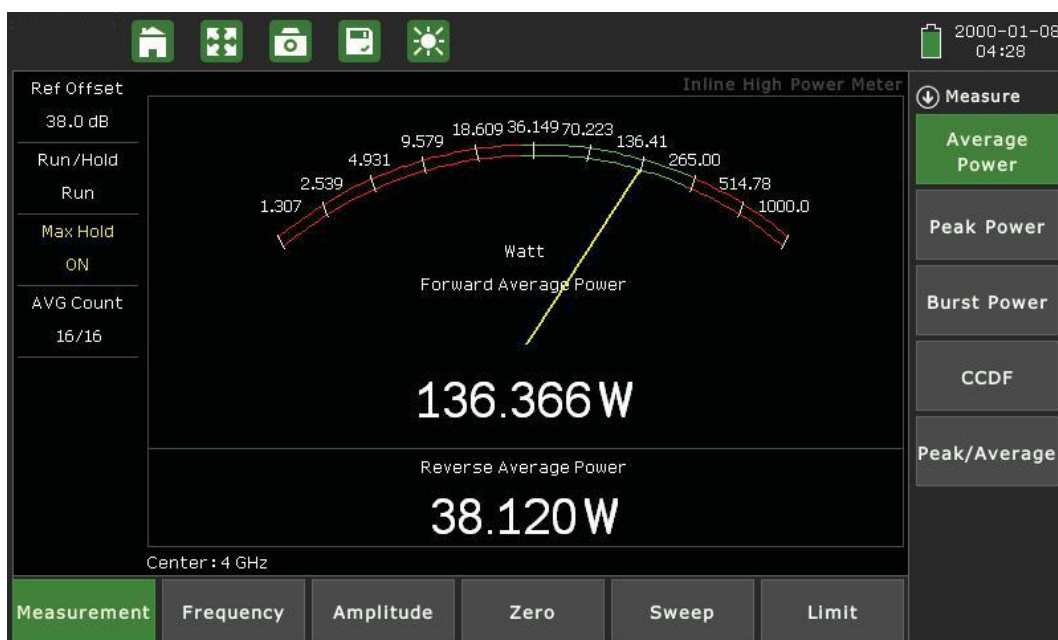 2000-01-08
04:28
Ref Offset
38.0 dB
Run/Hold
Run
Max Hold
ON
AVG Count
16/16
Inline High Power Meter
1.307
2.539
4.931
9.579
18.609
36.149
70.223
136.41
265.00
514.78
1000.0
Watt
Forward Average Power
136.366 W
Reverse Average Power
38.120 W
Center: 4 GHz
Measure
Average
Power
Peak Power
Burst Power
CCDF
Peak/Average
Measurement
Frequency
Amplitude
Zero
Sweep
Limit